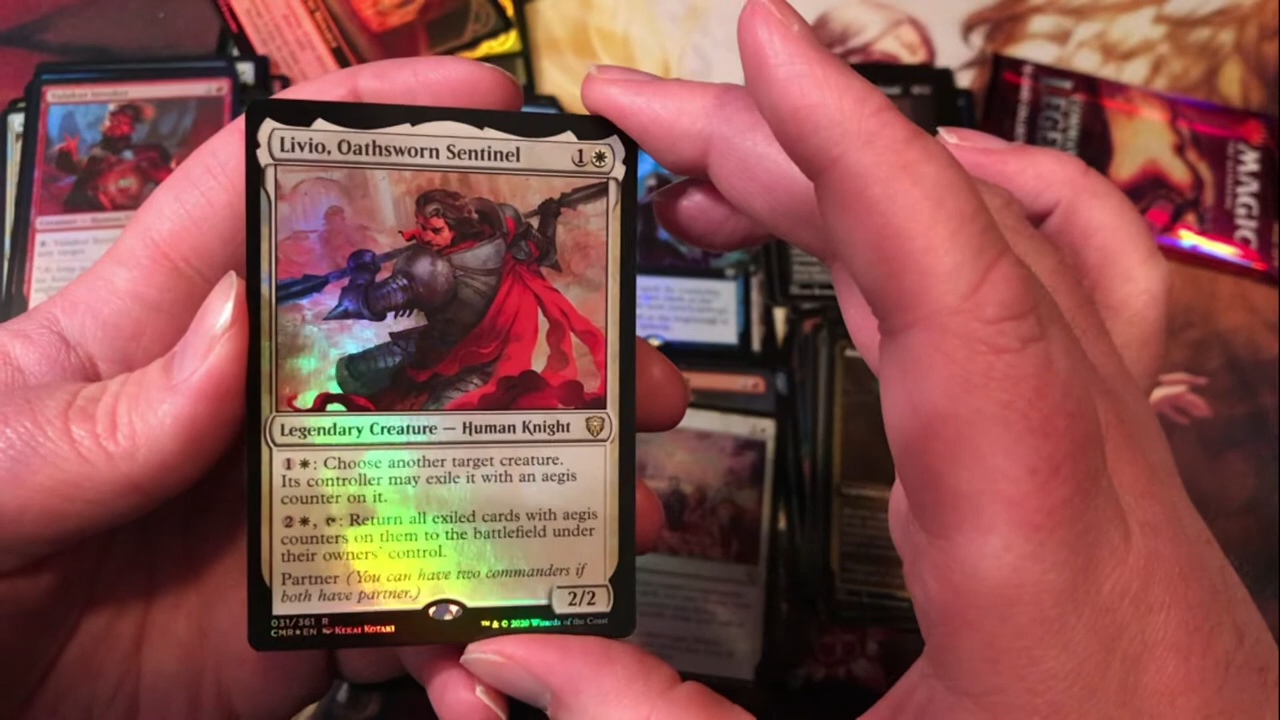 Livio, Oathsworn Sentinel 1
Legendary Creature — Human Knight
1: Choose another target creature.
Its controller may exile it with an aegis
counter on it.
2, : Return all exiled cards with aegis
counters on them to the battlefield under
their owners' control.
Partner (You can have two commanders if
both have partner.)
2/2
031/361 R
CMR★EN Kekai Kotaki
™ & © 2020 Wizards of the Coast
MAGIC